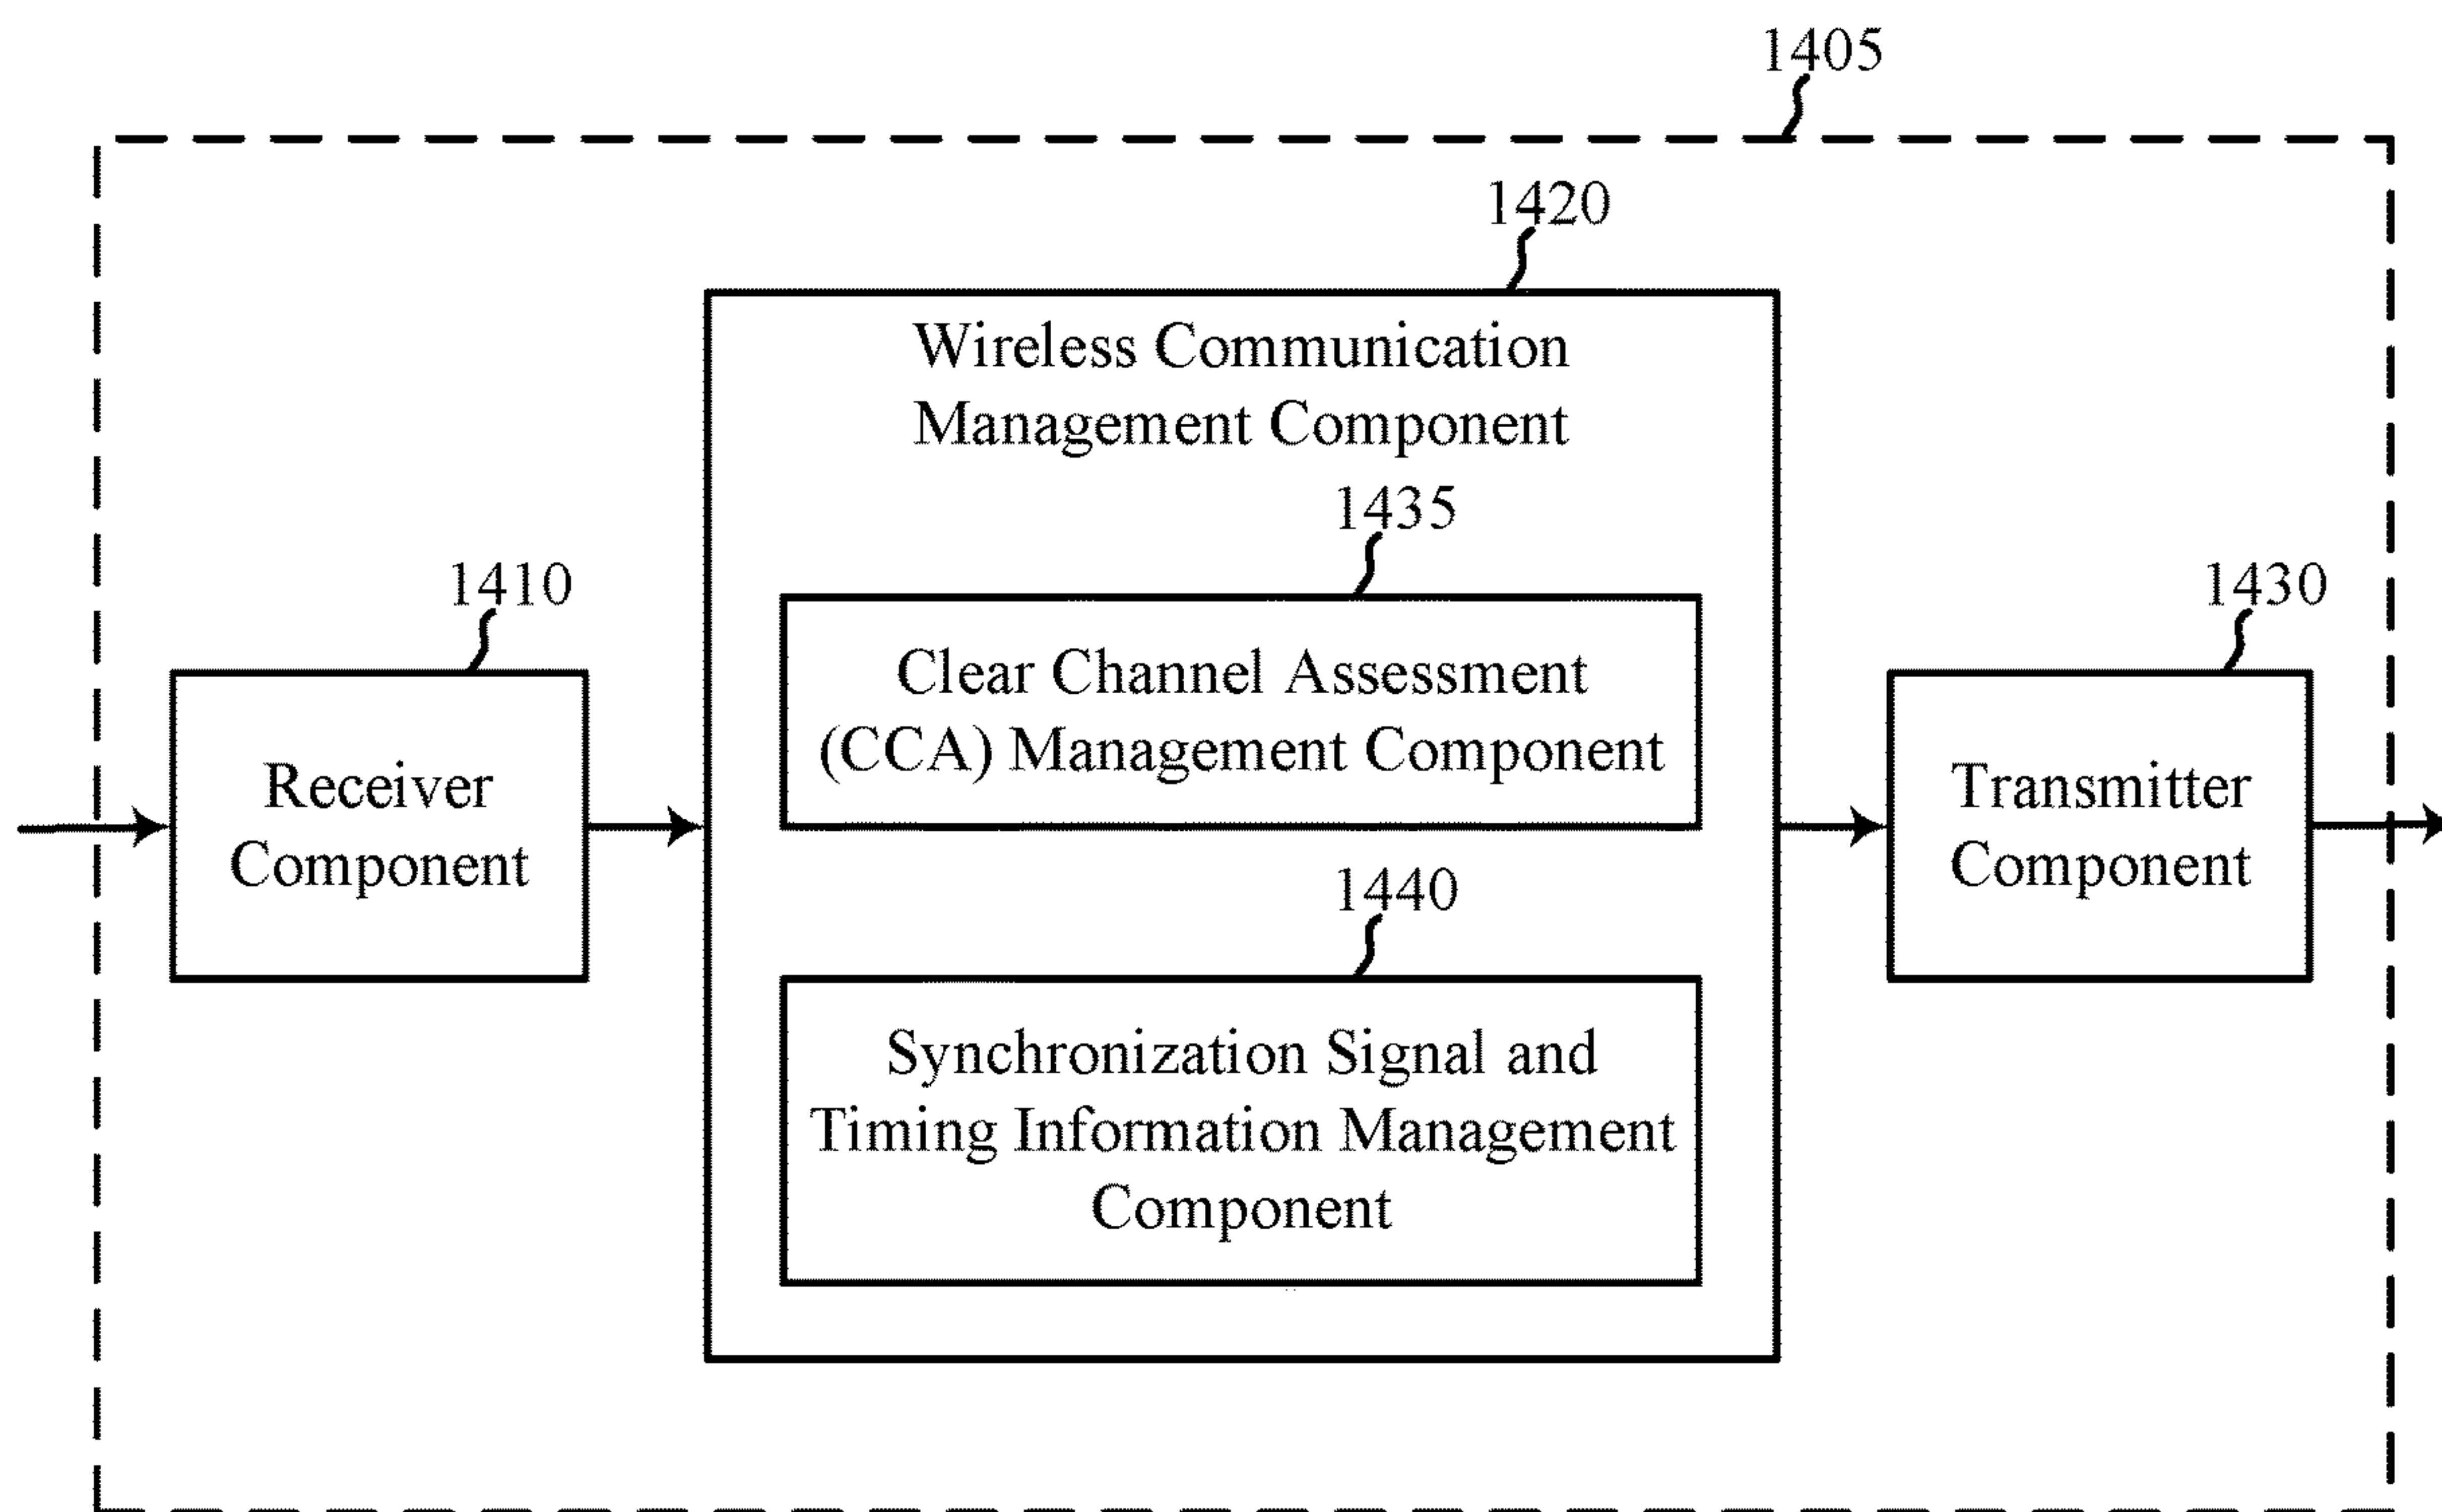 1405
1420
Wireless Communication
Management Component
1435
1410
1430
Clear Channel Assessment
(CCA) Management Component
Receiver
Component
Transmitter
Component
1440
Synchronization Signal and
Timing Information Management
Component